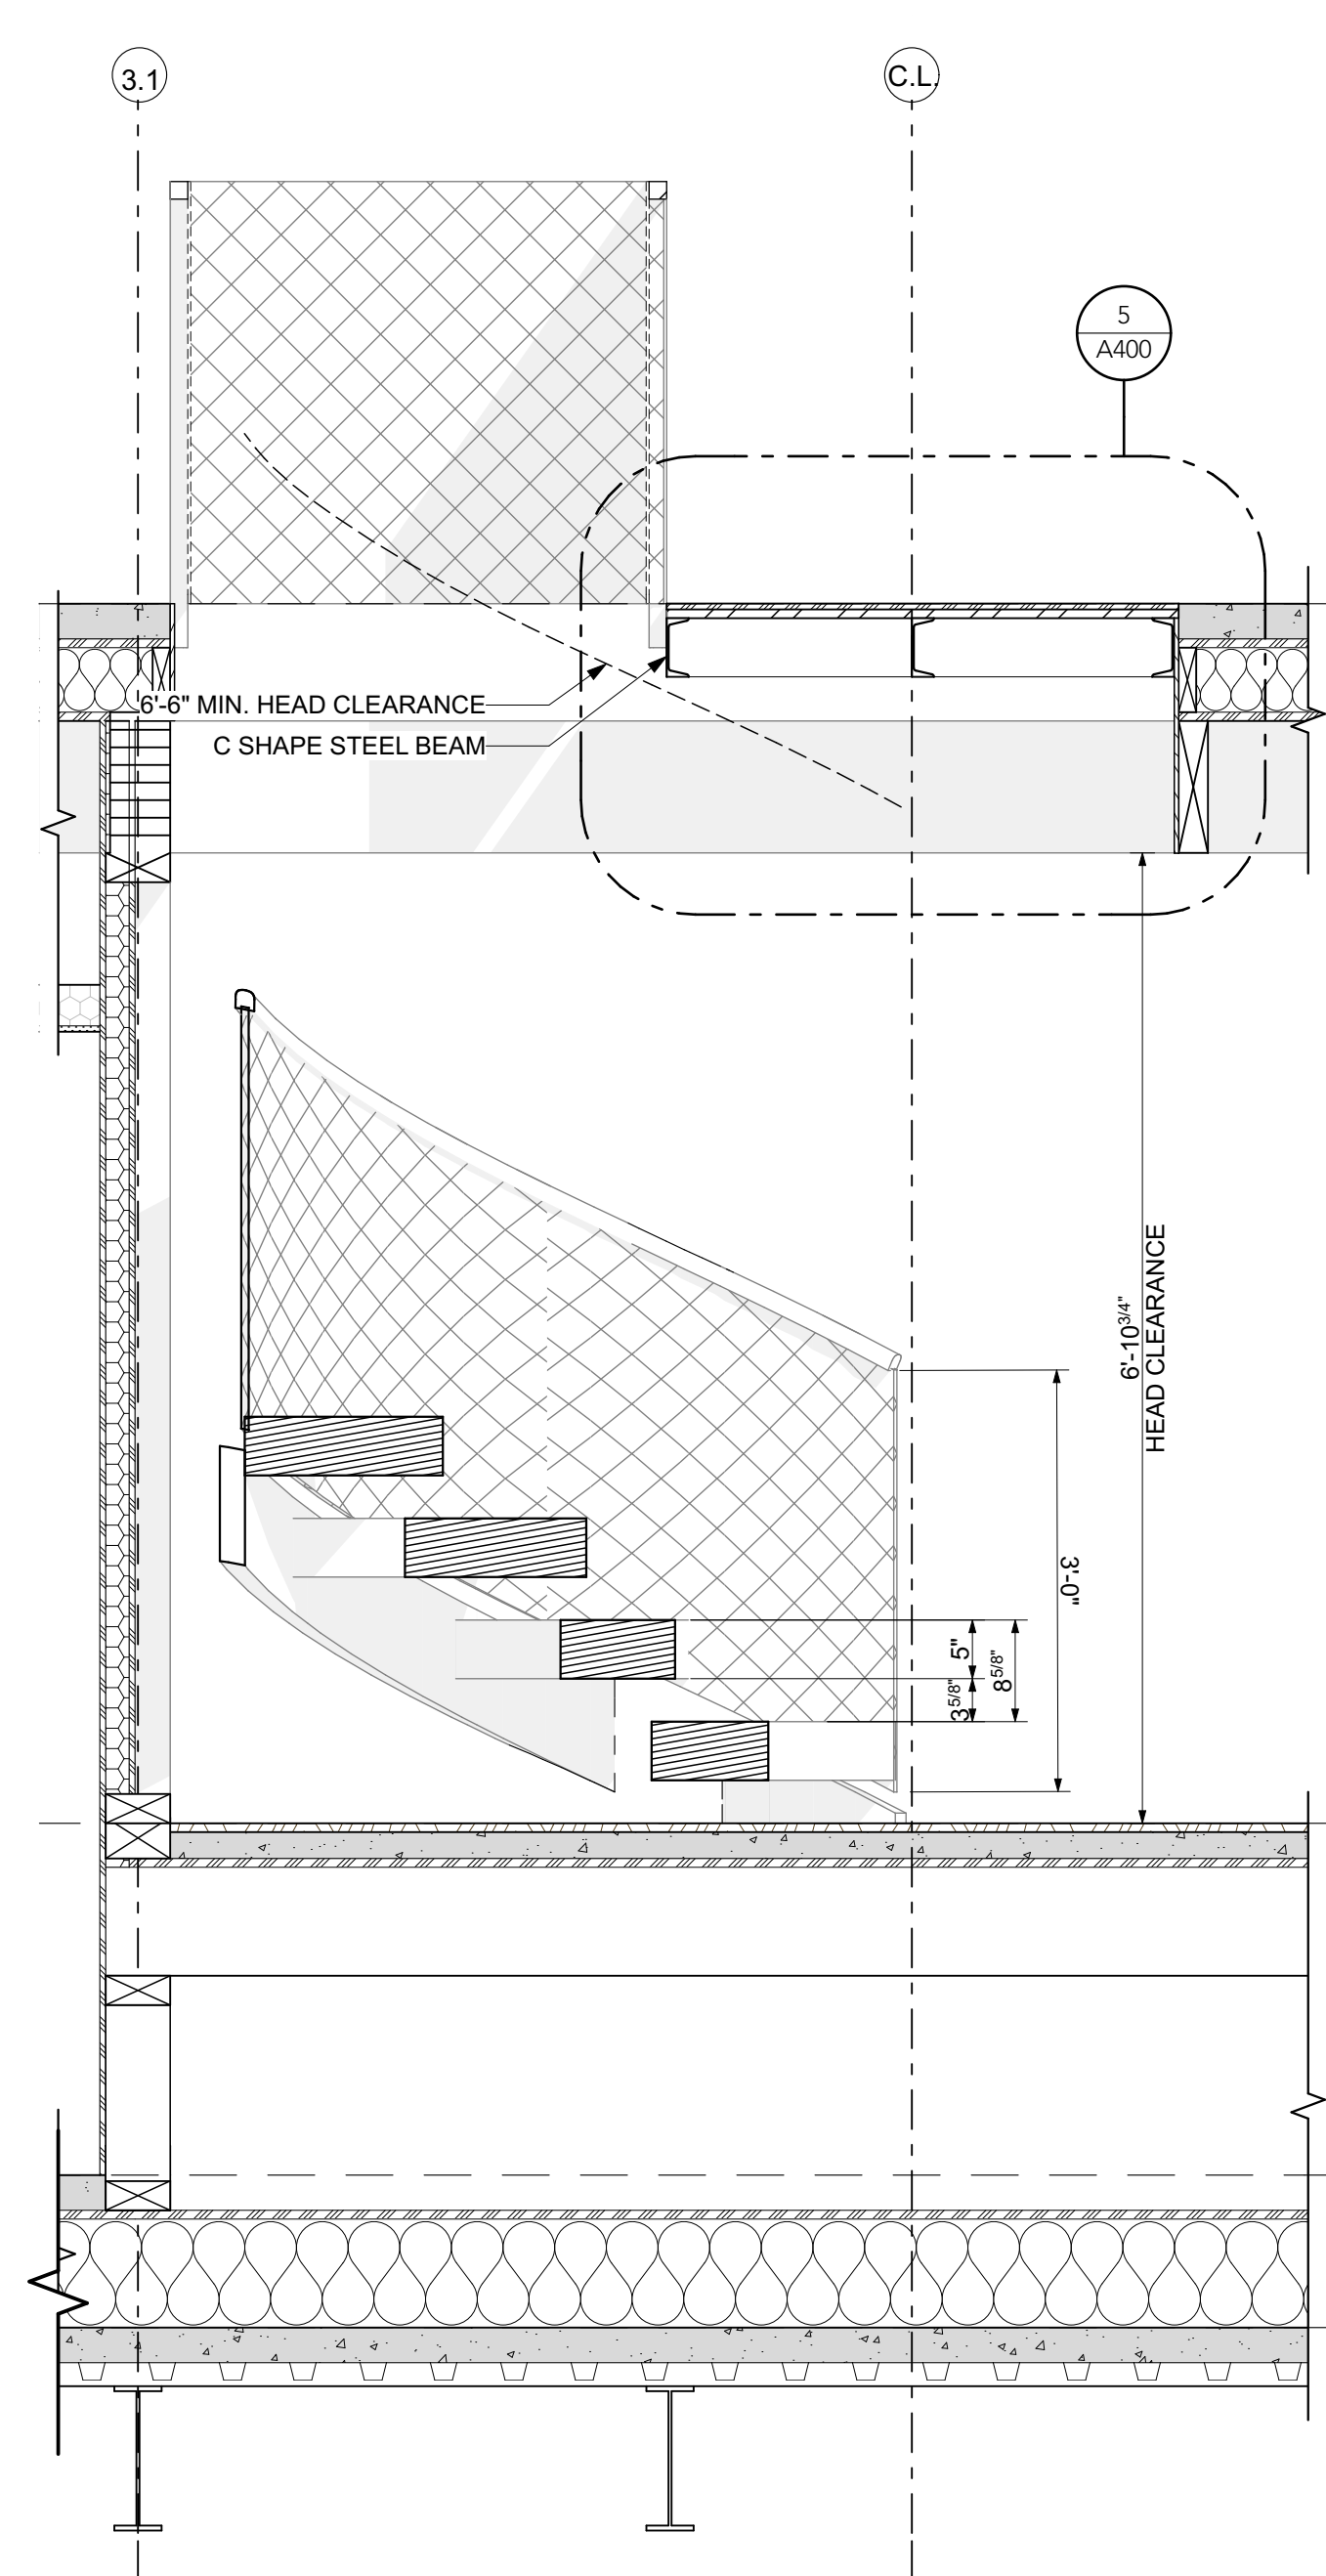 3.1
C.L.
5
A400
6'-6" MIN. HEAD CLEARANCE
C SHAPE STEEL BEAM
6'-10 3/4"
HEAD CLEARANCE
3'-0"
5"
8 5/8"
3 5/8"